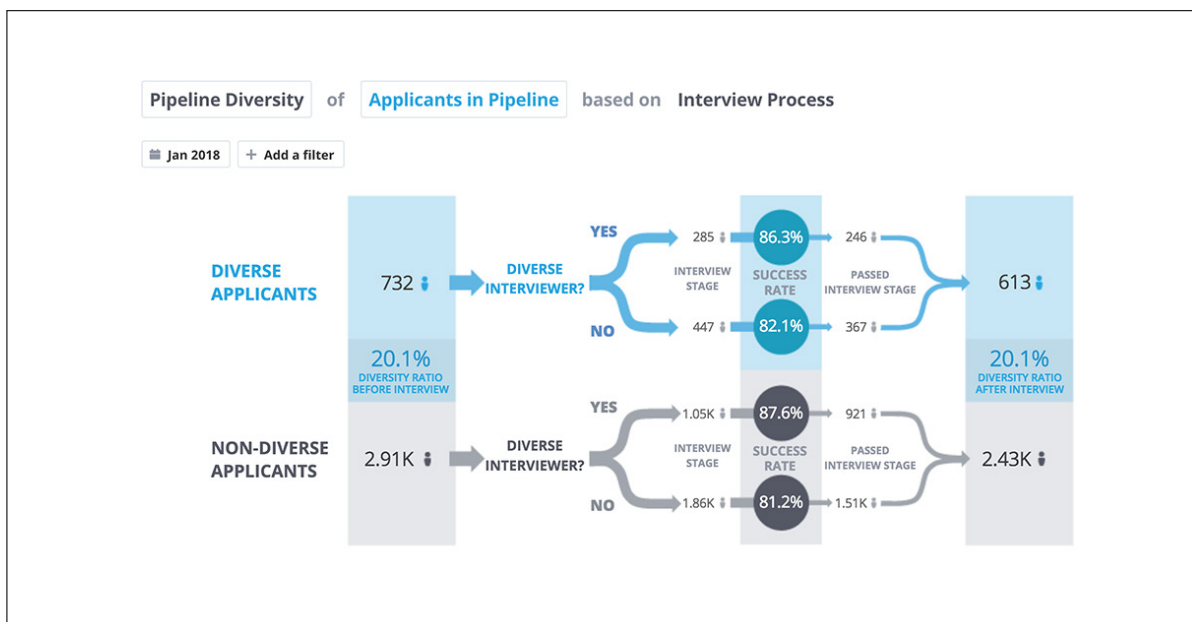 Pipeline Diversity of Applicants in Pipeline based on Interview Process
Jan 2018 + Add a filter
DIVERSE
APPLICANTS
732
DIVERSE
INTERVIEWER?
YES
285
86.3%
246
INTERVIEW
STAGE
SUCCESS
RATE
PASSED
INTERVIEW STAGE
NO
447
82.1%
367
613
20.1%
DIVERSITY RATIO
BEFORE INTERVIEW
20.1%
DIVERSITY RATIO
AFTER INTERVIEW
NON-DIVERSE
APPLICANTS
2.91K
DIVERSE
INTERVIEWER?
YES
1.05K
87.6%
921
INTERVIEW
STAGE
SUCCESS
RATE
PASSED
INTERVIEW STAGE
NO
1.86K
81.2%
1.51K
2.43K